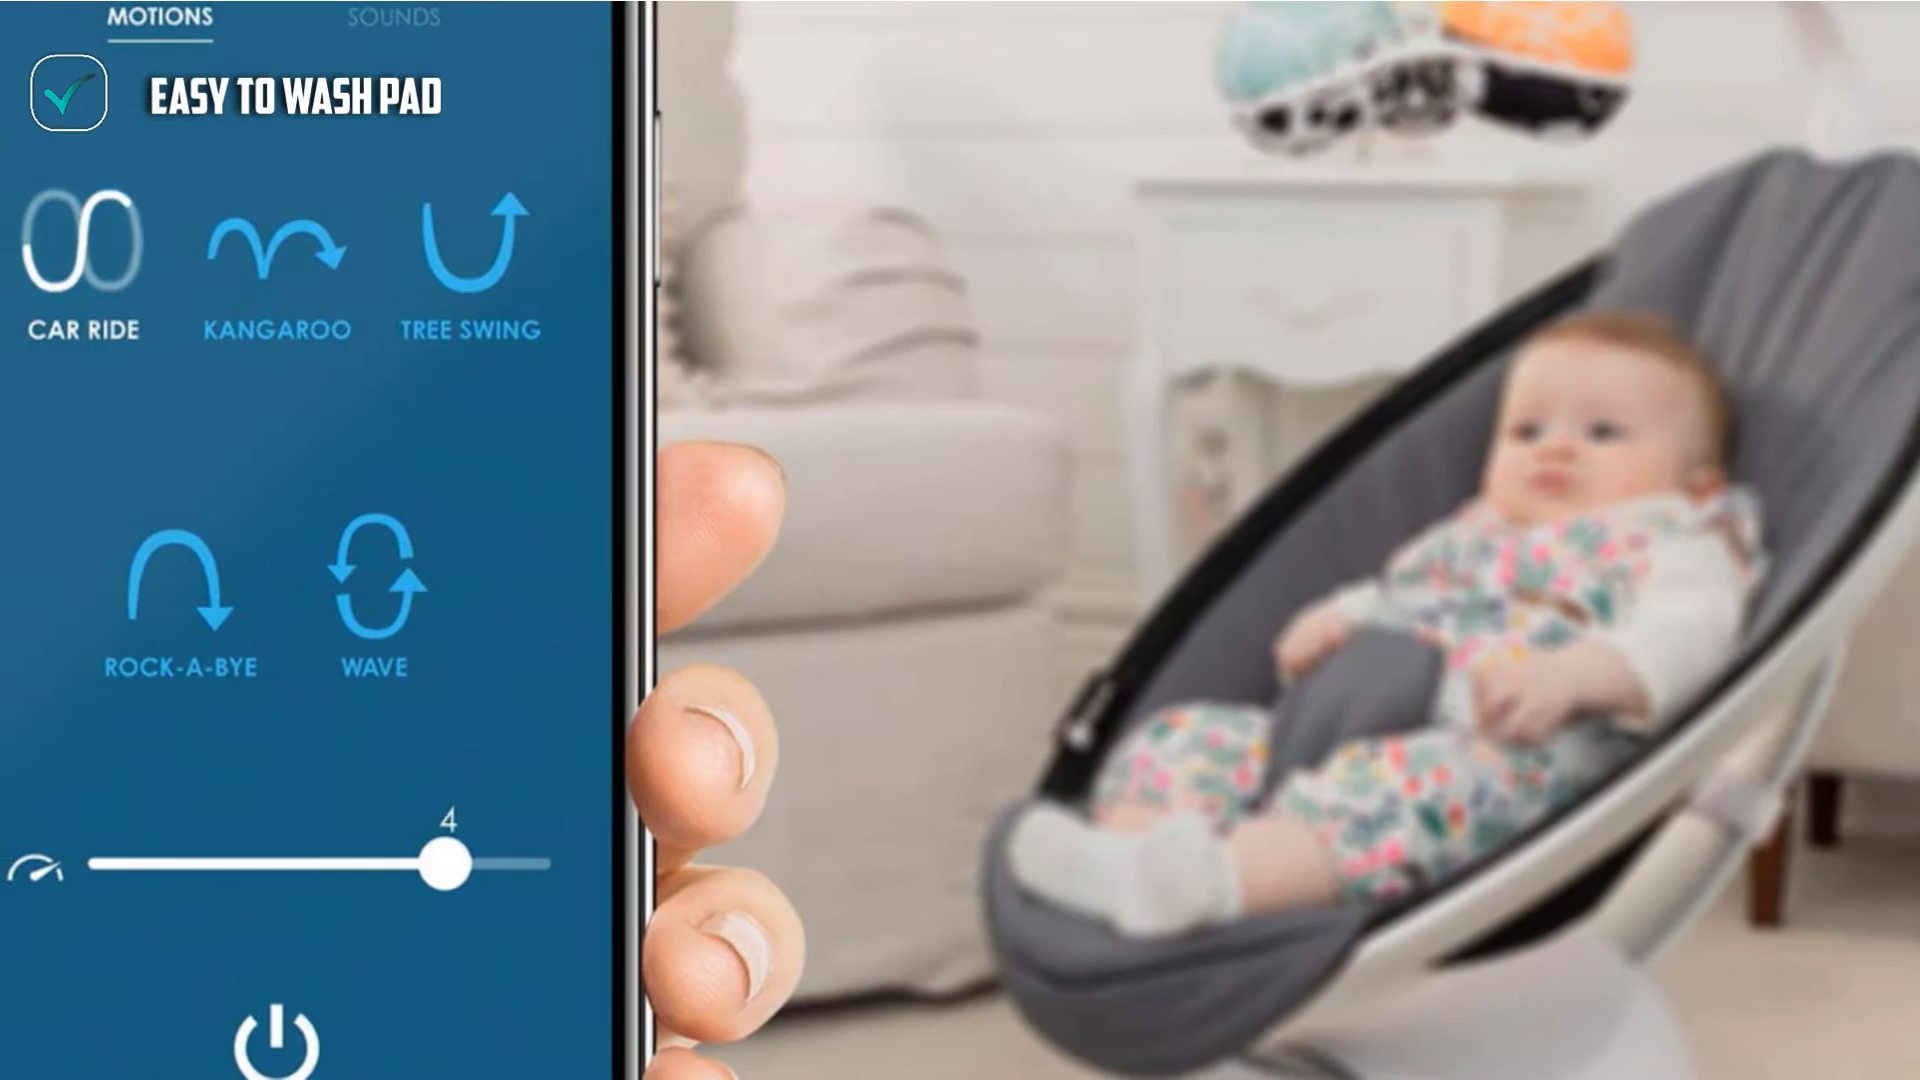 MOTIONS SOUNDS
EASY TO WASH PAD
CAR RIDE KANGAROO TREE SWING
ROCK-A-BYE WAVE
4